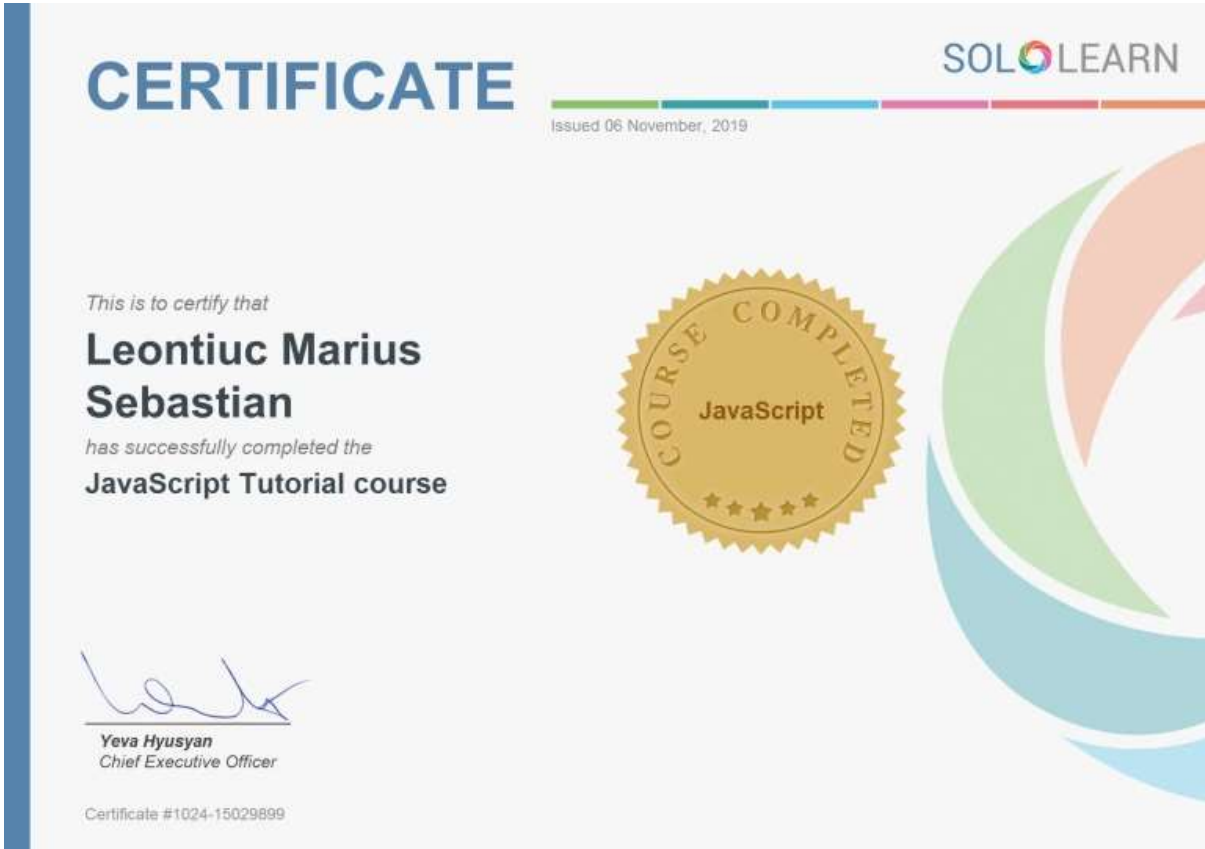 CERTIFICATE
SOLOLEARN
Issued 06 November, 2019
This is to certify that
Leontiuc Marius
Sebastian
has successfully completed the
JavaScript Tutorial course
COURSE COMPLETED
JavaScript
Yeva Hyusyan
Chief Executive Officer
Certificate #1024-15029899